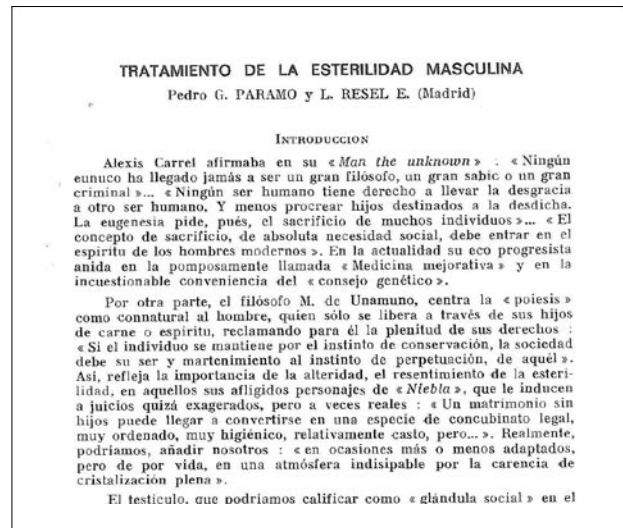 TRATAMIENTO DE LA ESTERILIDAD MASCULINA
Pedro G. PARAMO y L. RESEL E. (Madrid)
INTRODUCCION
Alexis Carrel afirmaba en su « Man the unknown » : « Ningún
eunuco ha llegado jamás a ser un gran filósofo, un gran sabic o un gran
criminal »... « Ningún ser humano tiene derecho a llevar la desgracia
a otro ser humano. Y menos procrear hijos destinados a la desdicha.
La eugenesia pide, pués, el sacrificio de muchos individuos »... « El
concepto de sacrificio, de absoluta necesidad social, debe entrar en el
espiritu de los hombres modernos ». En la actualidad su eco progresista
anida en la pomposamente llamada « Medicina mejorativa » y en la
incuestionable conveniencia del « consejo genético ».
Por otra parte, el filósofo M. de Unamuno, centra la « poiesis »
como connatural al hombre, quien sólo se libera a través de sus hijos
de carne o espiritu, reclamando para él la plenitud de sus derechos :
« Si el individuo se mantiene por el instinto de conservación, la sociedad
debe su ser y martenimiento al instinto de perpetuación, de aquél ».
Asi, refleja la importancia de la alteridad, el resentimiento de la esteri-
lidad, en aquellos sus afligidos personajes de « Niebla », que le inducen
a juicios quizá exagerados, pero a veces reales : « Un matrimonio sin
hijos puede llegar a convertirse en una especie de concubinato legal,
muy ordenado, muy higiénico, relativamente casto, pero... ». Realmente,
podríamos, añadir nosotros : « en ocasiones más o menos adaptados,
pero de por vida, en una atmósfera indisipable por la carencia de
cristalización plena ».
El testículo, que podriamos calificar como « glándula social » en el